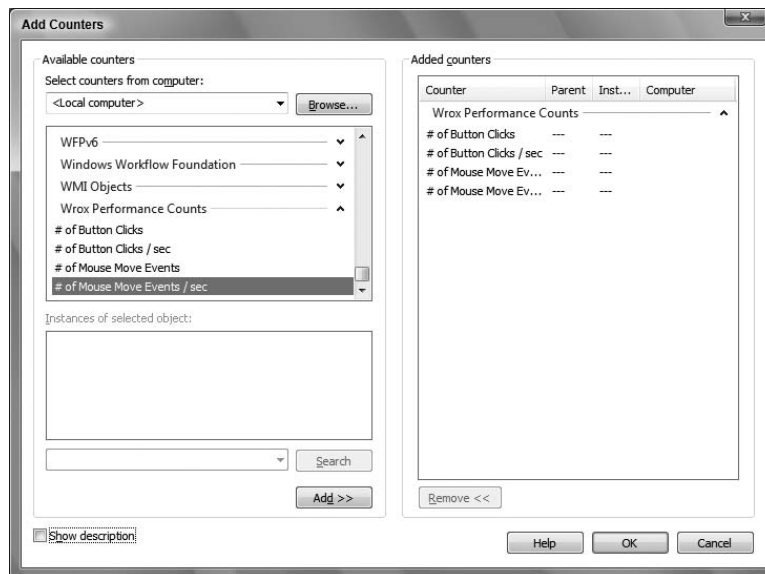 Add Counters
Available counters
Select counters from computer:
<Local computer>
Browse...
WFPv6
Windows Workflow Foundation
WMI Objects
Wrox Performance Counts
# of Button Clicks
# of Button Clicks / sec
# of Mouse Move Events
# of Mouse Move Events / sec
Instances of selected object:
Search
Add >>
Show description
Added counters
Counter Parent Inst... Computer
Wrox Performance Counts
# of Button Clicks --- ---
# of Button Clicks / sec --- ---
# of Mouse Move Ev... --- ---
# of Mouse Move Ev... --- ---
Remove <<
Help
OK
Cancel